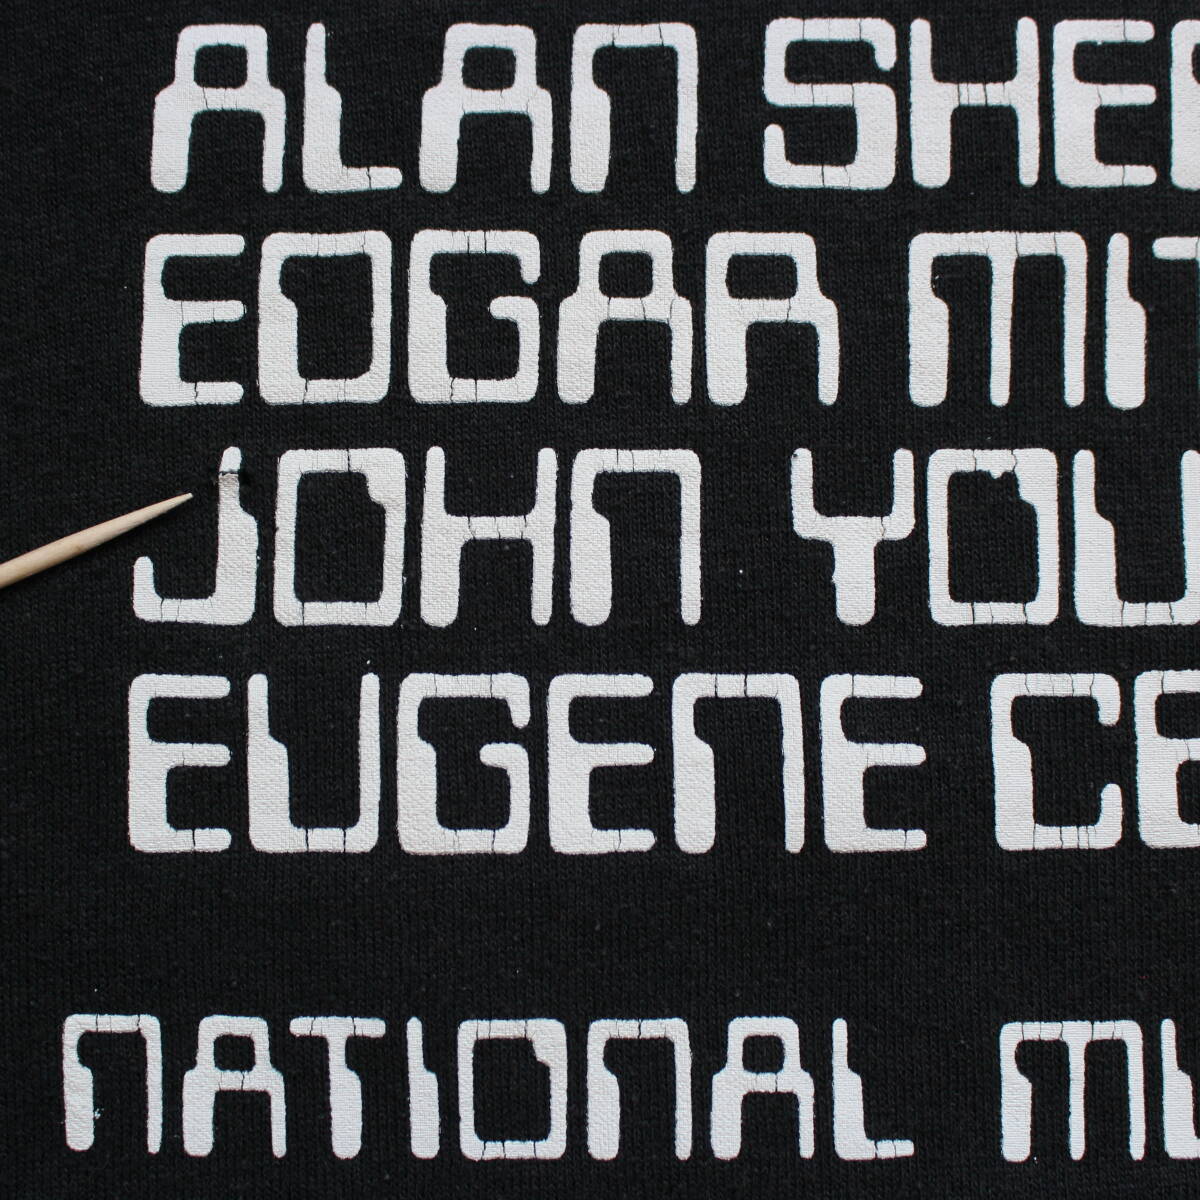 ALAN SHE
EDGAR MIT
JOHN YOU
EUGENE CE
NATIONAL MU